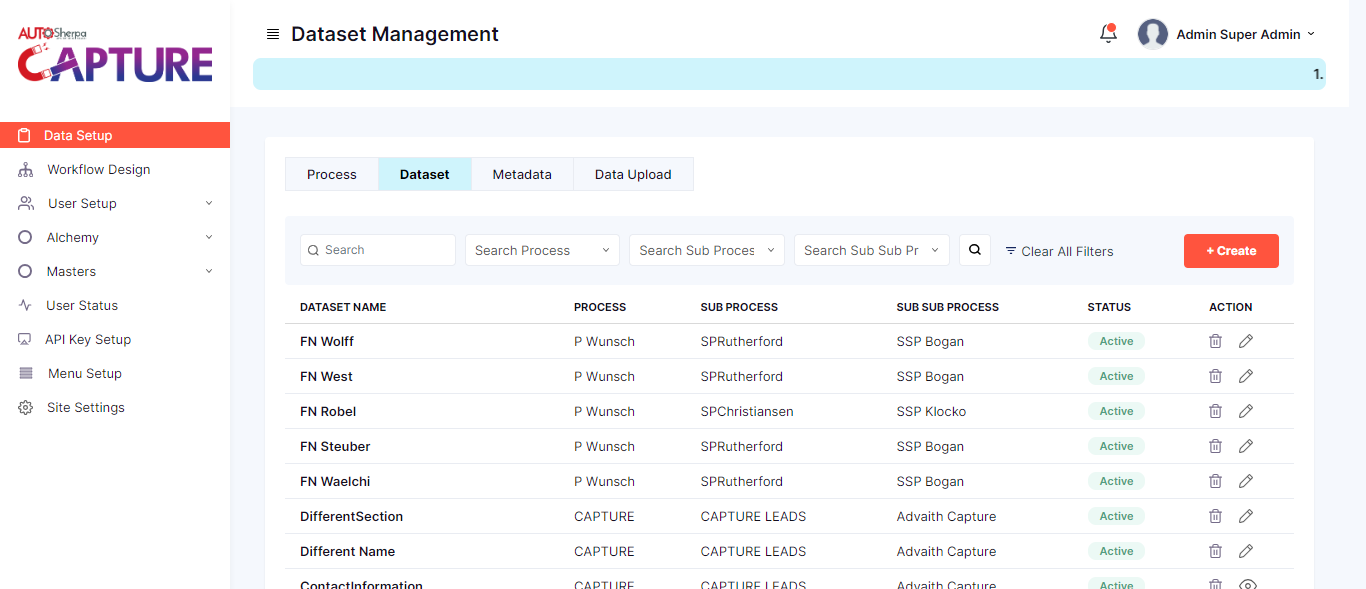 AUTOSherpa
CAPTURE
Dataset Management
Admin Super Admin
1.
Data Setup
Workflow Design
User Setup
Alchemy
Masters
User Status
API Key Setup
Menu Setup
Site Settings
Process Dataset Metadata Data Upload
Search Search Process Search Sub Proces Search Sub Sub Pr Clear All Filters + Create
DATASET NAME PROCESS SUB PROCESS SUB SUB PROCESS STATUS ACTION
FN Wolff P Wunsch SPRutherford SSP Bogan Active
FN West P Wunsch SPRutherford SSP Bogan Active
FN Robel P Wunsch SPChristiansen SSP Klocko Active
FN Steuber P Wunsch SPRutherford SSP Bogan Active
FN Waelchi P Wunsch SPRutherford SSP Bogan Active
DifferentSection CAPTURE CAPTURE LEADS Advaith Capture Active
Different Name CAPTURE CAPTURE LEADS Advaith Capture Active
ContactInformation CAPTURE CAPTURE LEADS Advaith Capture Active